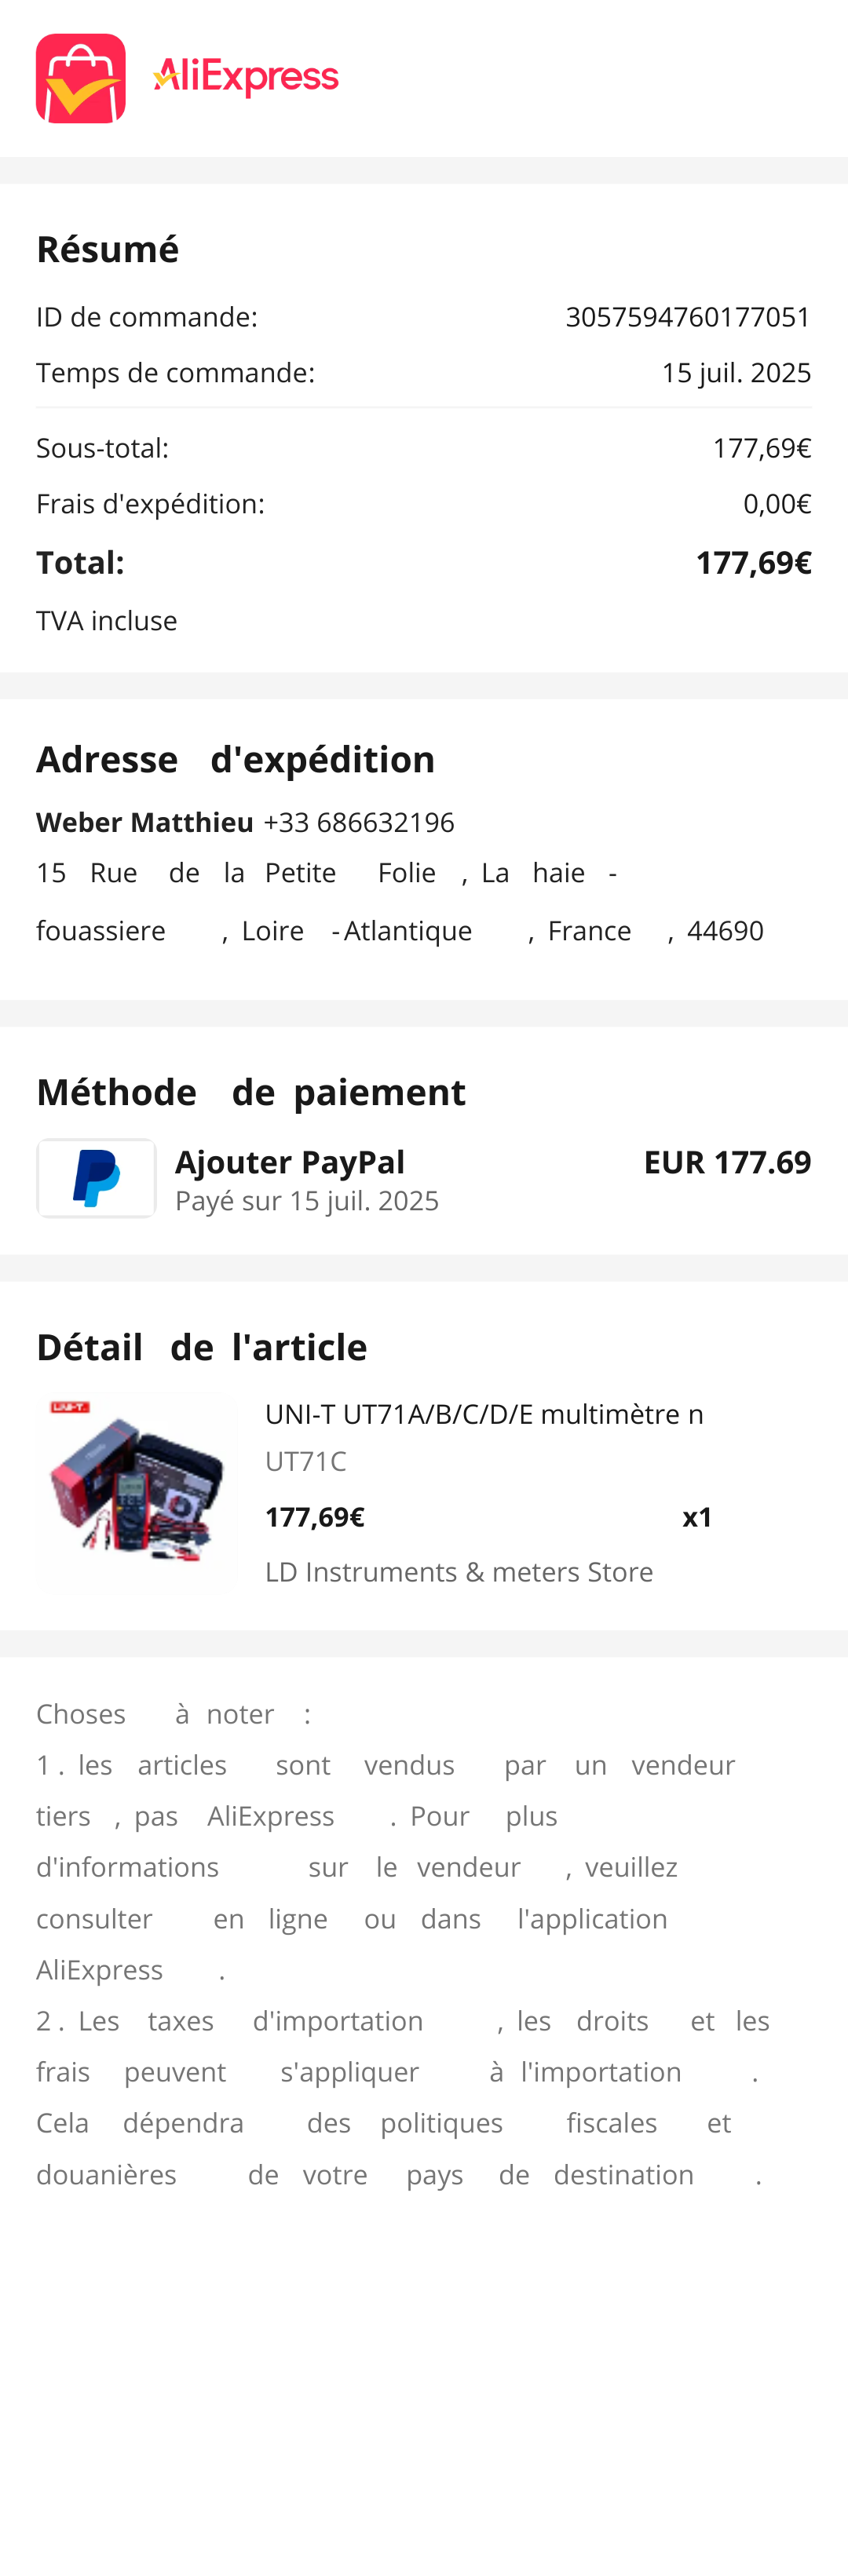 AliExpress
Résumé
ID de commande: 3057594760177051
Temps de commande: 15 juil. 2025
Sous-total: 177,69€
Frais d'expédition: 0,00€
Total: 177,69€
TVA incluse
Adresse d'expédition
Weber Matthieu +33 686632196
15 Rue de la Petite Folie , La haie -
fouassiere , Loire -Atlantique , France , 44690
Méthode de paiement
Ajouter PayPal EUR 177.69
Payé sur 15 juil. 2025
Détail de l'article
UNI-T
UNI-T UT71A/B/C/D/E multimètre n
UT71C
177,69€ x1
LD Instruments & meters Store
Choses à noter :
1 . les articles sont vendus par un vendeur
tiers , pas AliExpress . Pour plus
d'informations sur le vendeur , veuillez
consulter en ligne ou dans l'application
AliExpress .
2 . Les taxes d'importation , les droits et les
frais peuvent s'appliquer à l'importation .
Cela dépendra des politiques fiscales et
douanières de votre pays de destination .